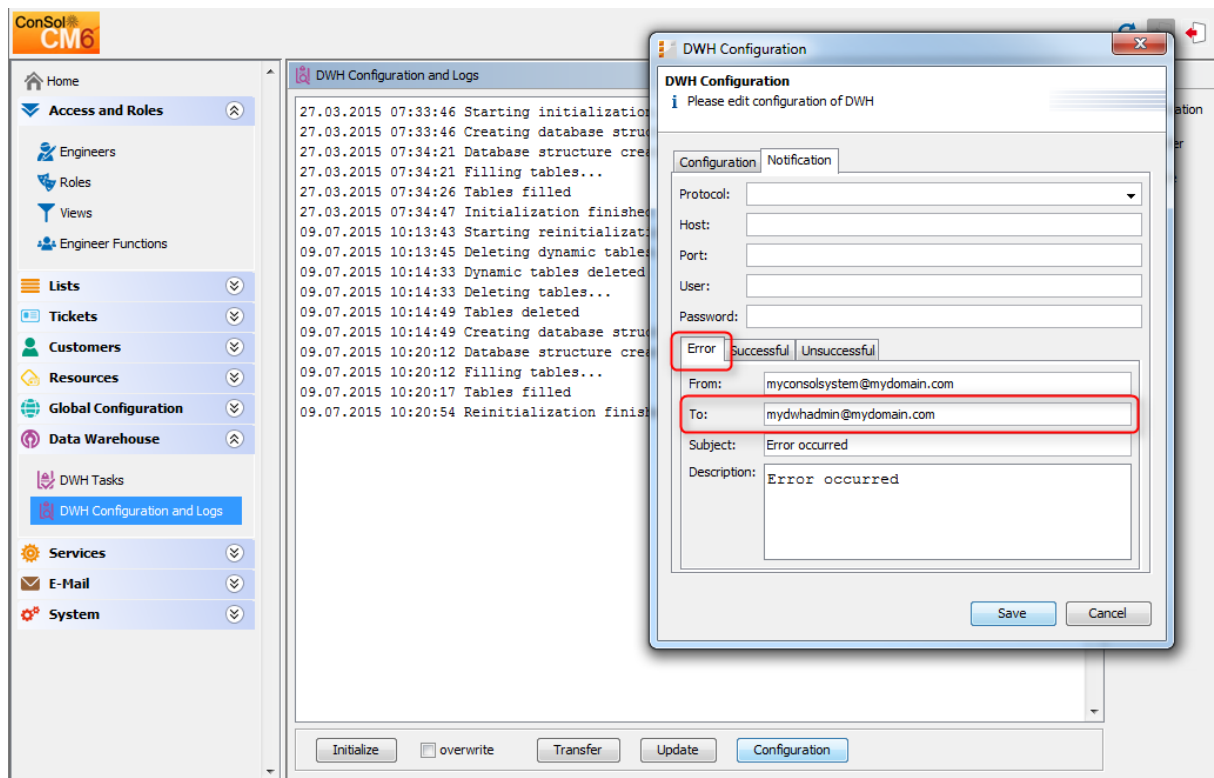 ConSol
CM6
Home
Access and Roles
Engineers
Roles
Views
Engineer Functions
Lists
Tickets
Customers
Resources
Global Configuration
Data Warehouse
DWH Tasks
DWH Configuration and Logs
Services
E-Mail
System
DWH Configuration and Logs
27.03.2015 07:33:46 Starting initialization
27.03.2015 07:33:46 Creating database struc
27.03.2015 07:34:21 Database structure crea
27.03.2015 07:34:21 Filling tables...
27.03.2015 07:34:26 Tables filled
27.03.2015 07:34:47 Initialization finished
09.07.2015 10:13:43 Starting reinitializati
09.07.2015 10:13:45 Deleting dynamic tables
09.07.2015 10:14:33 Dynamic tables deleted
09.07.2015 10:14:33 Deleting tables...
09.07.2015 10:14:49 Tables deleted
09.07.2015 10:14:49 Creating database struc
09.07.2015 10:20:12 Database structure crea
09.07.2015 10:20:12 Filling tables...
09.07.2015 10:20:17 Tables filled
09.07.2015 10:20:54 Reinitialization finish
Initialize
overwrite
Transfer
Update
Configuration
DWH Configuration
DWH Configuration
Please edit configuration of DWH
Configuration Notification
Protocol:
Host:
Port:
User:
Password:
Error Successful Unsuccessful
From: myconsolsystem@mydomain.com
To: mydwhadmin@mydomain.com
Subject: Error occurred
Description: Error occurred
Save Cancel
ation
er